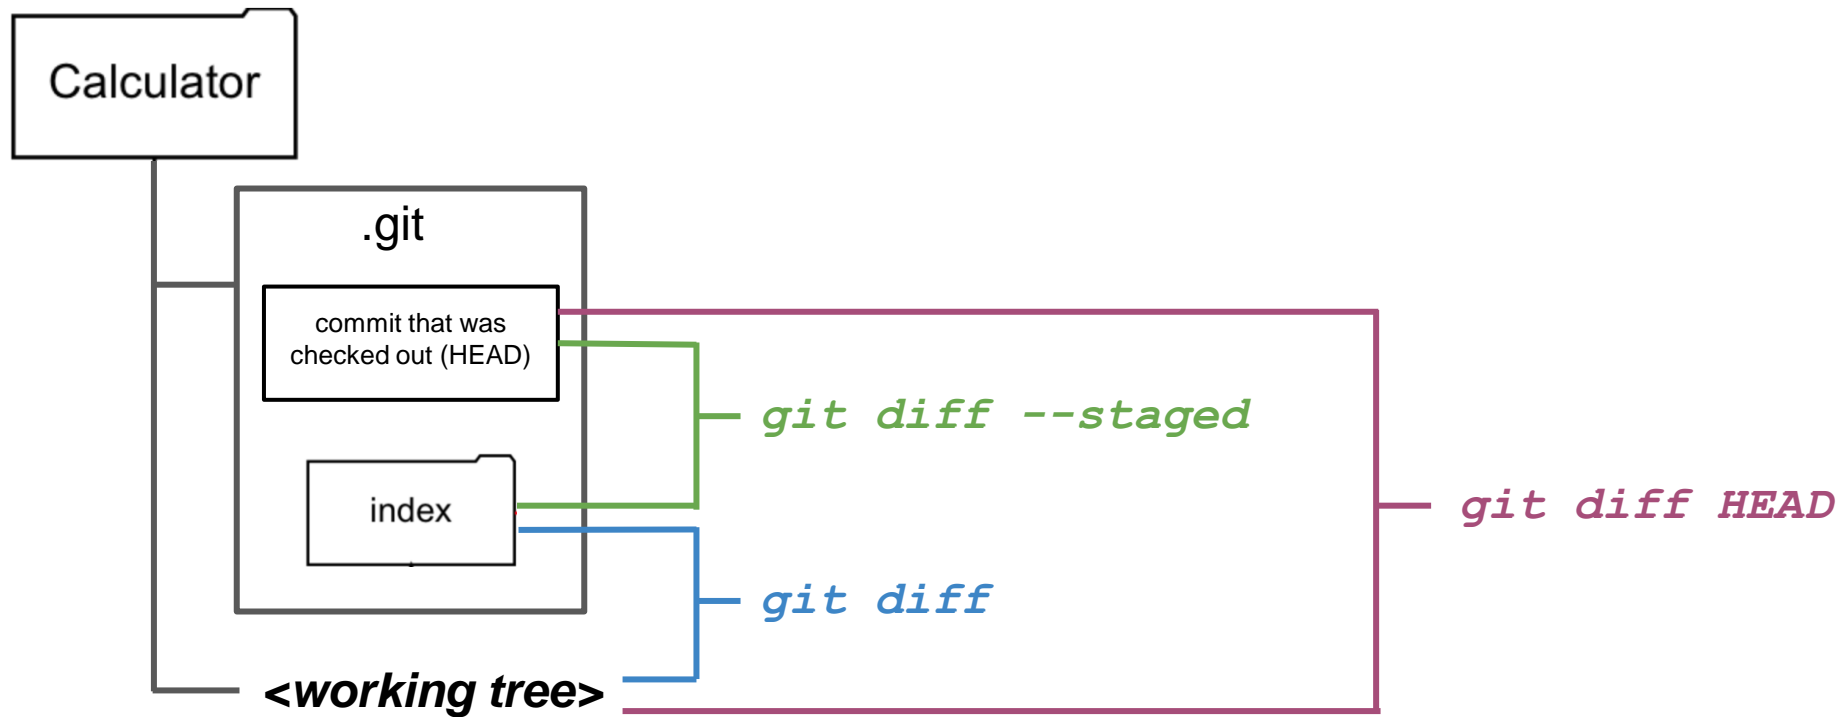 Calculator
.git
commit that was
checked out (HEAD)
git diff --staged
index
git diff HEAD
git diff
<working tree>